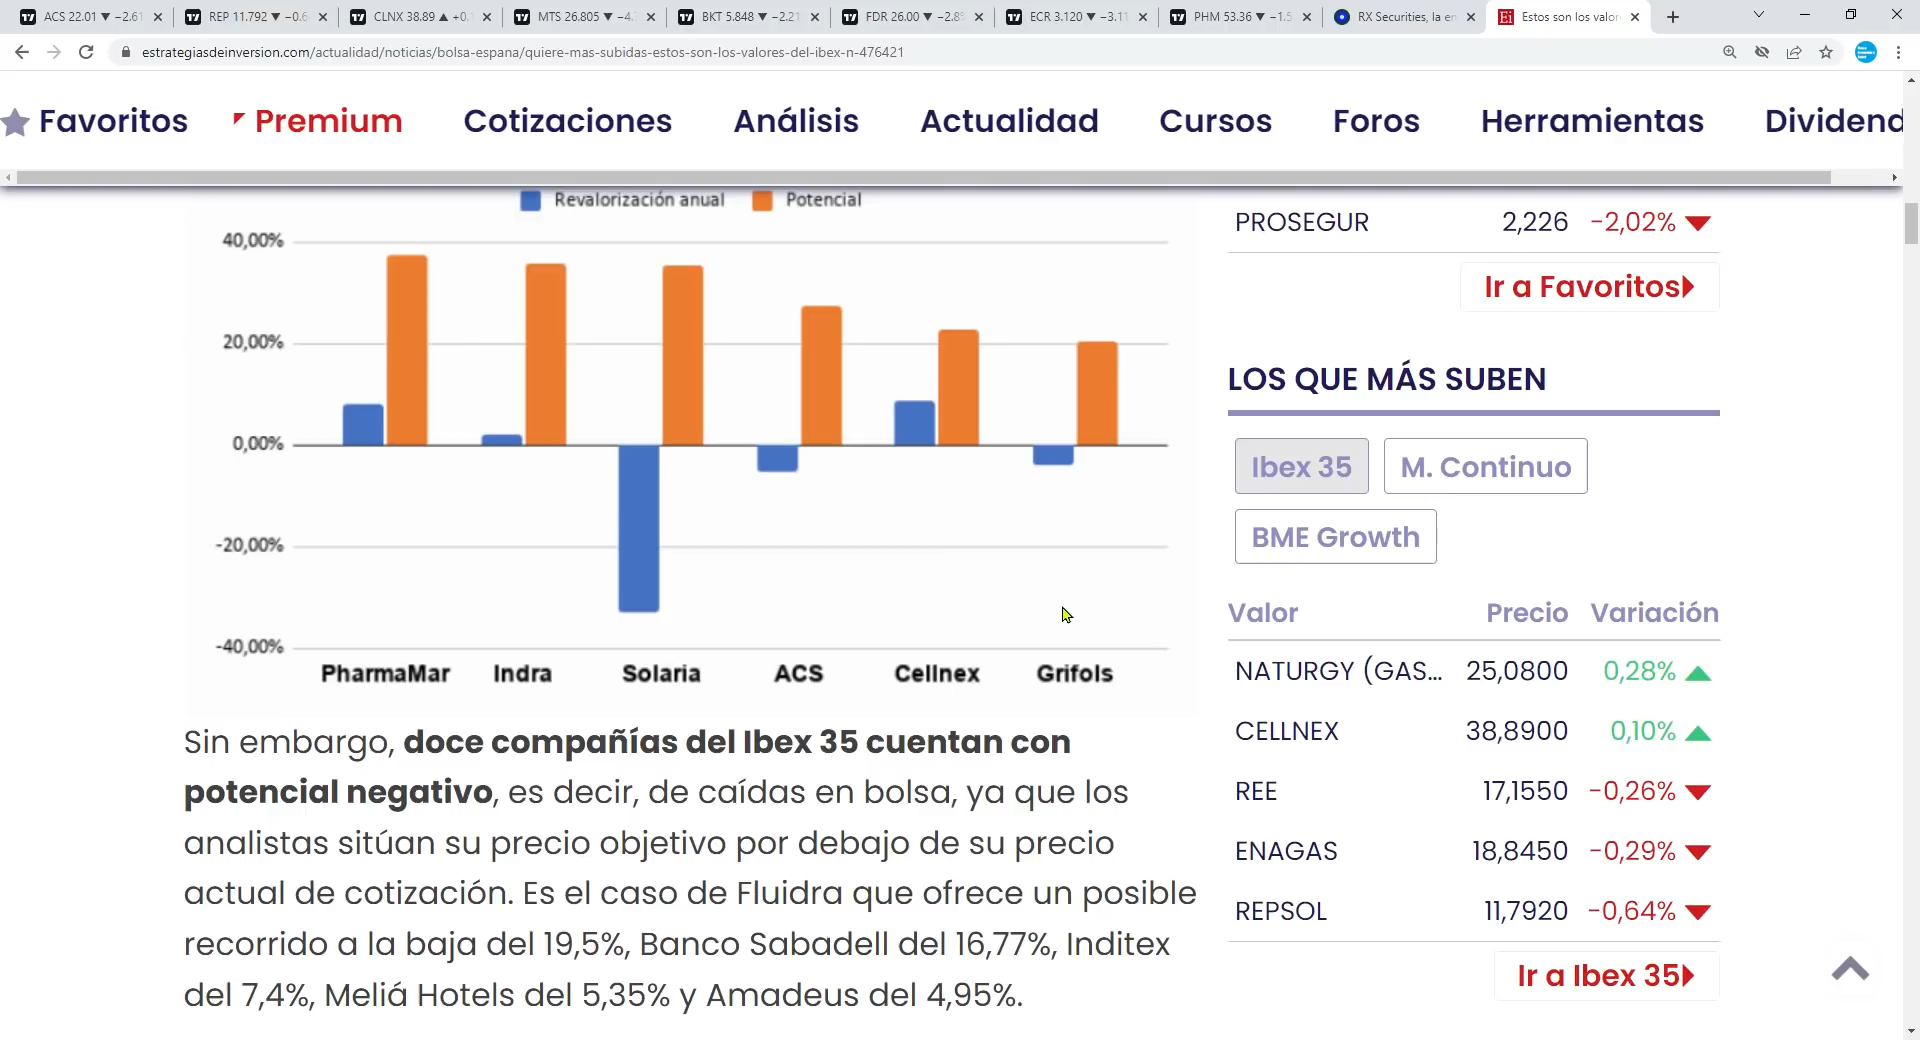 ACS 22.01 ▼ −2.61
REP 11.792 ▼ −0.6
CLNX 38.89 ▲ +0.
MTS 26.805 ▼ −4.
BKT 5.848 ▼ −2.21
FDR 26.00 ▼ −2.8
ECR 3.120 ▼ −3.1
PHM 53.36 ▼ −1.5
RX Securities, la en
Estos son los valor
estrategiasdeinversion.com/actualidad/noticias/bolsa-espana/quiere-mas-subidas-estos-son-los-valores-del-ibex-n-476421
Favoritos
Premium
Cotizaciones
Análisis
Actualidad
Cursos
Foros
Herramientas
Dividend
Revalorización anual
Potencial
40,00%
20,00%
0,00%
-20,00%
-40,00%
PharmaMar
Indra
Solaria
ACS
Cellnex
Grifols
Sin embargo, doce compañías del Ibex 35 cuentan con
potencial negativo, es decir, de caídas en bolsa, ya que los
analistas sitúan su precio objetivo por debajo de su precio
actual de cotización. Es el caso de Fluidra que ofrece un posible
recorrido a la baja del 19,5%, Banco Sabadell del 16,77%, Inditex
del 7,4%, Meliá Hotels del 5,35% y Amadeus del 4,95%.
PROSEGUR 2,226 -2,02%
Ir a Favoritos
LOS QUE MÁS SUBEN
Ibex 35
M. Continuo
BME Growth
Valor Precio Variación
NATURGY (GAS... 25,0800 0,28%
CELLNEX 38,8900 0,10%
REE 17,1550 -0,26%
ENAGAS 18,8450 -0,29%
REPSOL 11,7920 -0,64%
Ir a Ibex 35